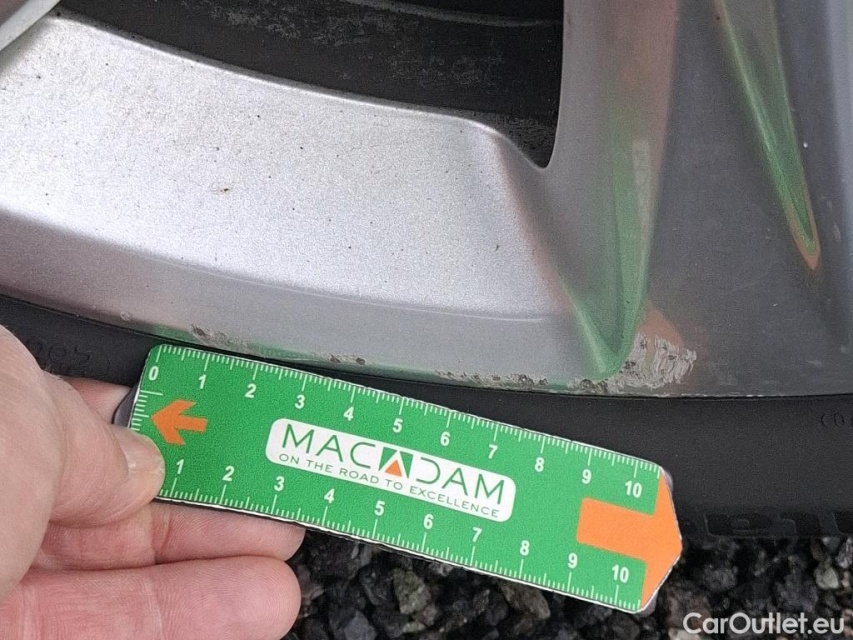 0 1 2 3 4 5 6 7 8 9 10
MACADAM
ON THE ROAD TO EXCELLENCE
1 2 3 4 5 6 7 8 9 10
CarOutlet.eu